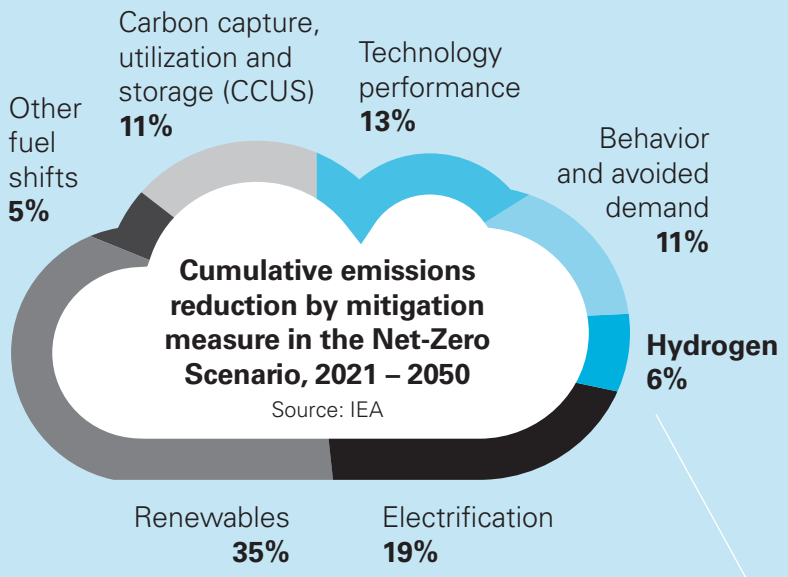 Carbon capture,
utilization and
storage (CCUS)
11%
Technology
performance
13%
Other
fuel
shifts
5%
Behavior
and avoided
demand
11%
Cumulative emissions
reduction by mitigation
measure in the Net-Zero
Scenario, 2021 – 2050
Source: IEA
Hydrogen
6%
Renewables
35%
Electrification
19%